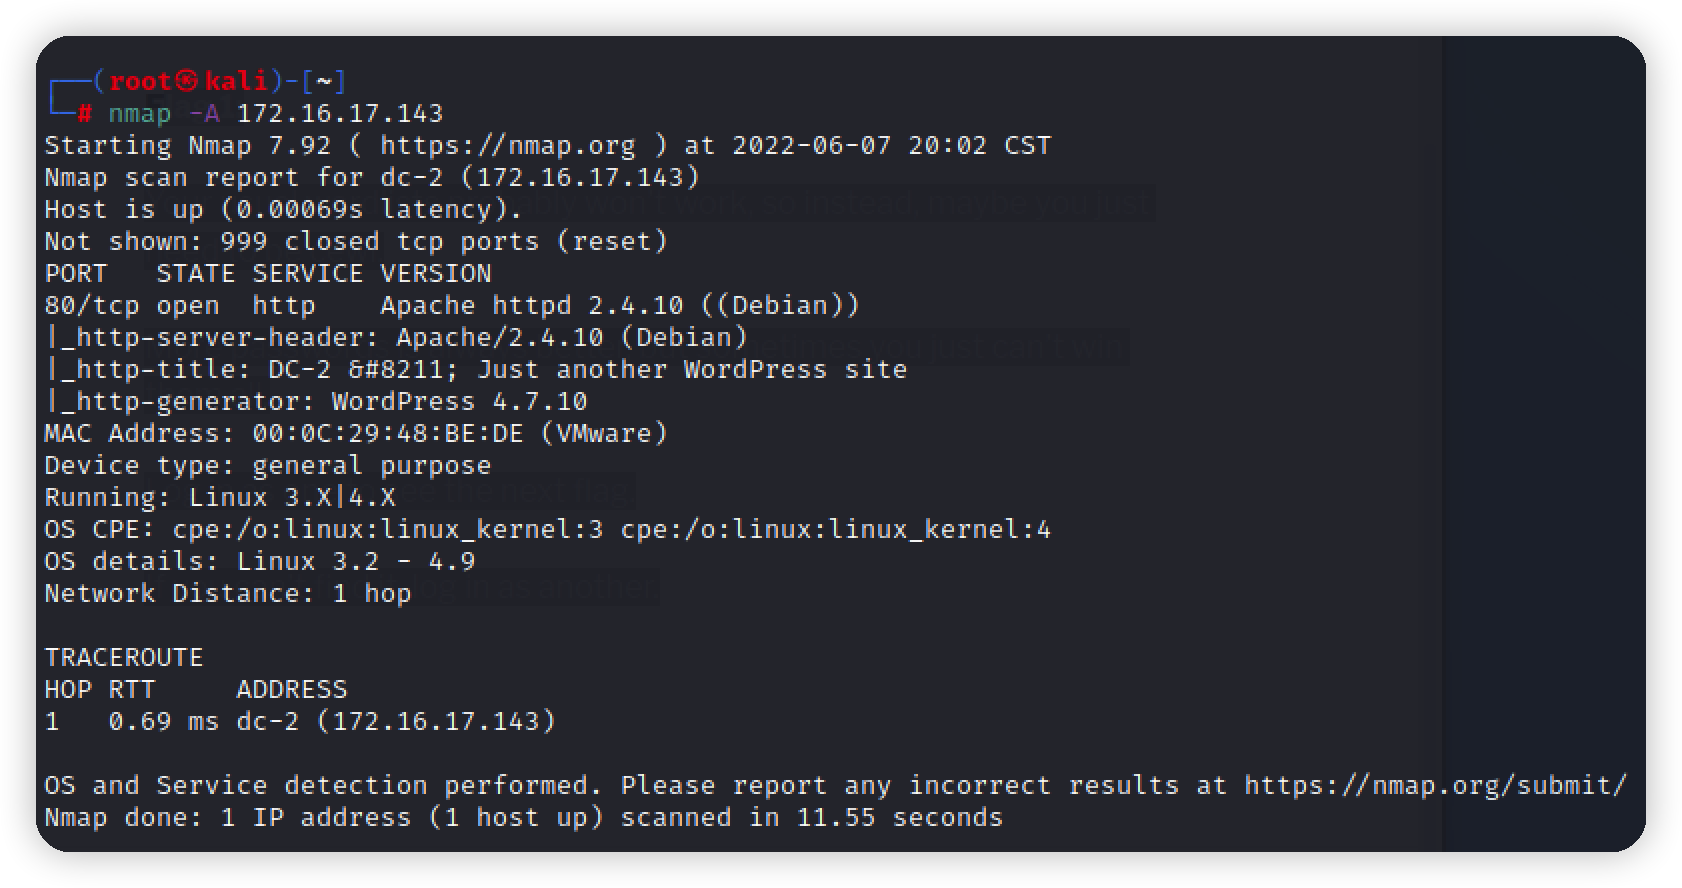 ┌──(root㉿kali)-[~]
└─# nmap -A 172.16.17.143
Starting Nmap 7.92 ( https://nmap.org ) at 2022-06-07 20:02 CST
Nmap scan report for dc-2 (172.16.17.143)
Host is up (0.00069s latency).
Not shown: 999 closed tcp ports (reset)
PORT   STATE SERVICE VERSION
80/tcp open  http    Apache httpd 2.4.10 ((Debian))
|_http-server-header: Apache/2.4.10 (Debian)
|_http-title: DC-2 &#8211; Just another WordPress site
|_http-generator: WordPress 4.7.10
MAC Address: 00:0C:29:48:BE:DE (VMware)
Device type: general purpose
Running: Linux 3.X|4.X
OS CPE: cpe:/o:linux:linux_kernel:3 cpe:/o:linux:linux_kernel:4
OS details: Linux 3.2 - 4.9
Network Distance: 1 hop

TRACEROUTE
HOP RTT     ADDRESS
1   0.69 ms dc-2 (172.16.17.143)

OS and Service detection performed. Please report any incorrect results at https://nmap.org/submit/
Nmap done: 1 IP address (1 host up) scanned in 11.55 seconds